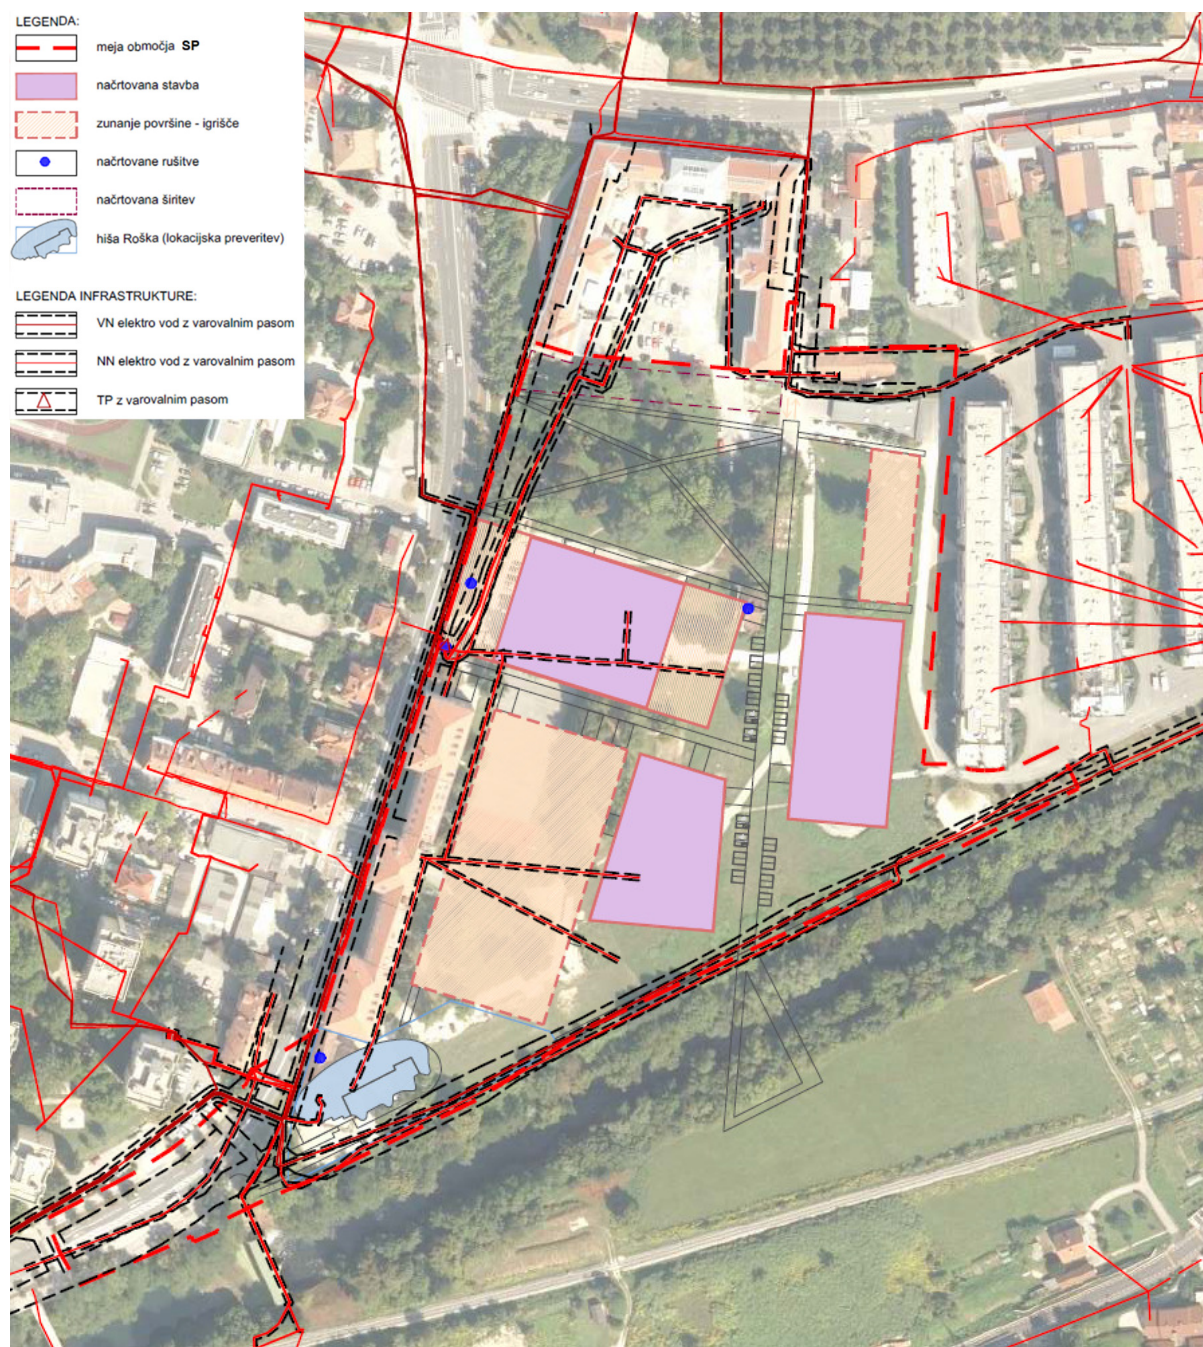 LEGENDA:
meja območja SP
načrtovana stavba
zunanje površine - igrišče
načrtovane rušitve
načrtovana širitev
hiša Roška (lokacijska preveritev)
LEGENDA INFRASTRUKTURE:
VN elektro vod z varovalnim pasom
NN elektro vod z varovalnim pasom
TP z varovalnim pasom